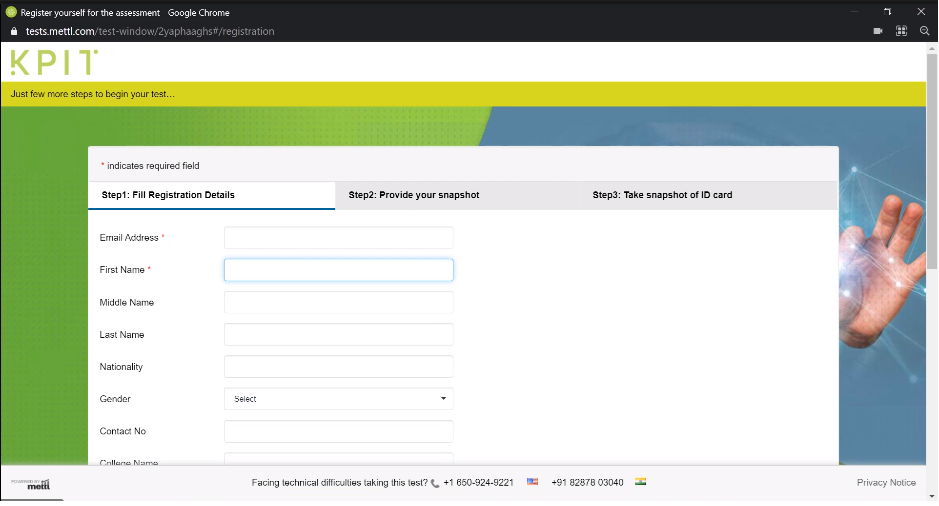 Register yourself for the assessment - Google Chrome
tests.mettl.com/test-window/2yaphaaghs#/registration
KPIT
Just few more steps to begin your test...
* indicates required field
Step1: Fill Registration Details
Step2: Provide your snapshot
Step3: Take snapshot of ID card
Email Address *
First Name *
Middle Name
Last Name
Nationality
Gender
Select
Contact No
College Name
POWERED BY
mettl
Facing technical difficulties taking this test? +1 650-924-9221 +91 82878 03040
Privacy Notice